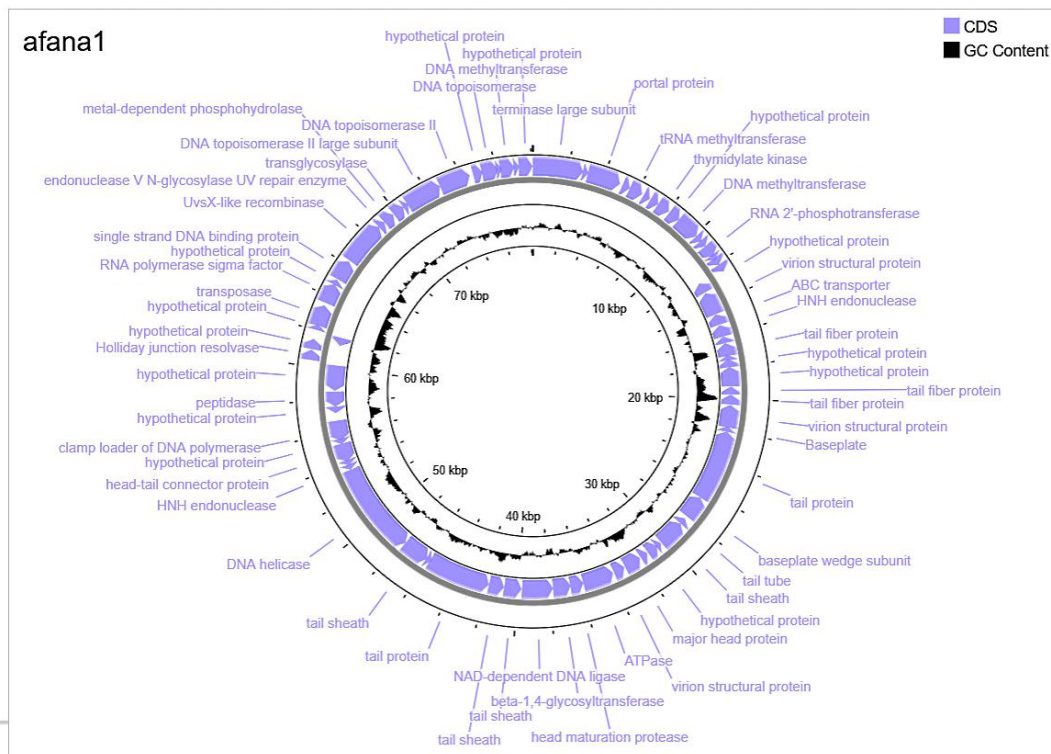 afana1
CDS
GC Content
hypothetical protein
hypothetical protein
DNA methyltransferase
DNA topoisomerase
terminase large subunit
portal protein
hypothetical protein
tRNA methyltransferase
thymidylate kinase
DNA methyltransferase
RNA 2'-phosphotransferase
hypothetical protein
virion structural protein
ABC transporter
HNH endonuclease
tail fiber protein
hypothetical protein
hypothetical protein
tail fiber protein
tail fiber protein
virion structural protein
Baseplate
tail protein
baseplate wedge subunit
tail tube
tail sheath
hypothetical protein
major head protein
ATPase
virion structural protein
NAD-dependent DNA ligase
beta-1,4-glycosyltransferase
tail sheath
head maturation protease
tail sheath
tail protein
tail sheath
DNA helicase
HNH endonuclease
head-tail connector protein
hypothetical protein
clamp loader of DNA polymerase
hypothetical protein
peptidase
hypothetical protein
Holliday junction resolvase
hypothetical protein
hypothetical protein
transposase
RNA polymerase sigma factor
hypothetical protein
single strand DNA binding protein
UvsX-like recombinase
endonuclease V N-glycosylase UV repair enzyme
transglycosylase
DNA topoisomerase II large subunit
DNA topoisomerase II
metal-dependent phosphohydrolase
10 kbp
20 kbp
30 kbp
40 kbp
50 kbp
60 kbp
70 kbp